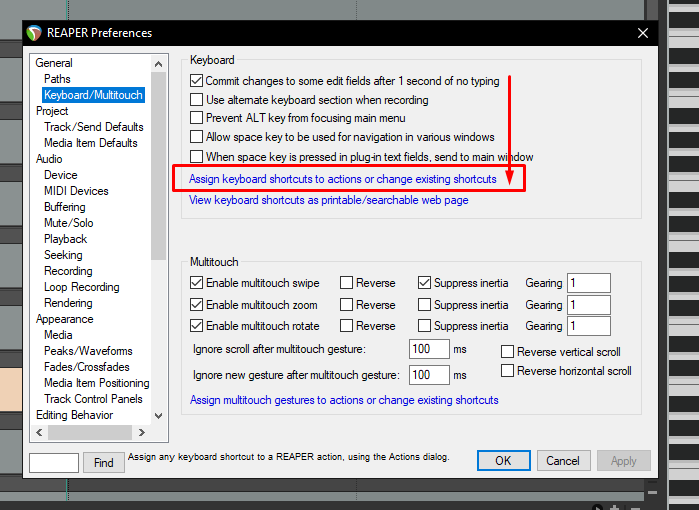 REAPER Preferences
General
Paths
Keyboard/Multitouch
Project
Track/Send Defaults
Media Item Defaults
Audio
Device
MIDI Devices
Buffering
Mute/Solo
Playback
Seeking
Recording
Loop Recording
Rendering
Appearance
Media
Peaks/Waveforms
Fades/Crossfades
Media Item Positioning
Track Control Panels
Editing Behavior
Keyboard
Commit changes to some edit fields after 1 second of no typing
Use alternate keyboard section when recording
Prevent ALT key from focusing main menu
Allow space key to be used for navigation in various windows
When space key is pressed in plug-in text fields, send to main window
Assign keyboard shortcuts to actions or change existing shortcuts
View keyboard shortcuts as printable/searchable web page
Multitouch
Enable multitouch swipe Reverse Suppress inertia Gearing 1
Enable multitouch zoom Reverse Suppress inertia Gearing 1
Enable multitouch rotate Reverse Suppress inertia Gearing 1
Ignore scroll after multitouch gesture: 100 ms Reverse vertical scroll
Ignore new gesture after multitouch gesture: 100 ms Reverse horizontal scroll
Assign multitouch gestures to actions or change existing shortcuts
Find Assign any keyboard shortcut to a REAPER action, using the Actions dialog. OK Cancel Apply